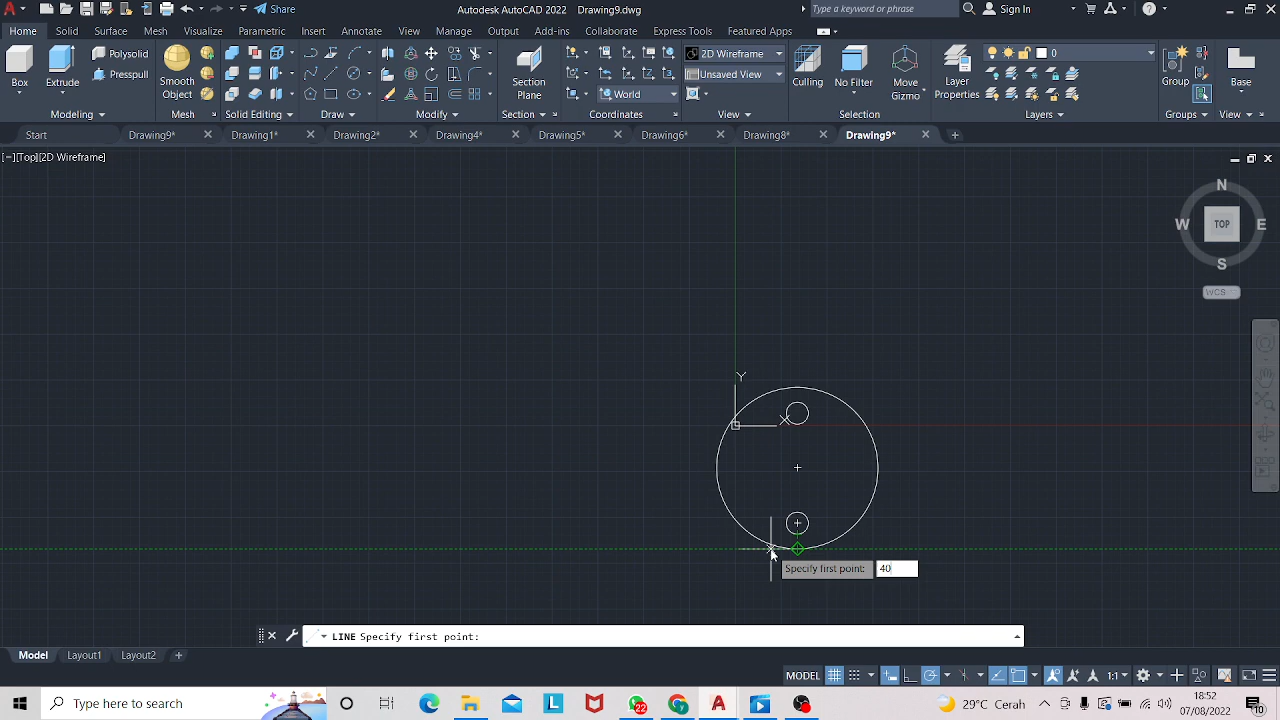 Share
Autodesk AutoCAD 2022 Drawing9.dwg
Type a keyword or phrase
Sign In
Home Solid Surface Mesh Visualize Parametric Insert Annotate View Manage Output Add-ins Collaborate Express Tools Featured Apps
Box
Extrude
Polysolid
Presspull
Smooth
Object
Section
Plane
World
2D Wireframe
Unsaved View
Culling
No Filter
Move
Gizmo
Layer
Properties
0
Group
Base
Modeling Mesh Solid Editing Draw Modify Section Coordinates View Selection Layers Groups View
Start Drawing9* Drawing1* Drawing2* Drawing4* Drawing5* Drawing6* Drawing8* Drawing9*
[−][Top][2D Wireframe]
N
W TOP E
S
WCS
Y
X
Specify first point: 40
LINE Specify first point:
Model Layout1 Layout2
MODEL
1:1
Type here to search
L
22
29°C Cerah
18:52
07/08/2022
10